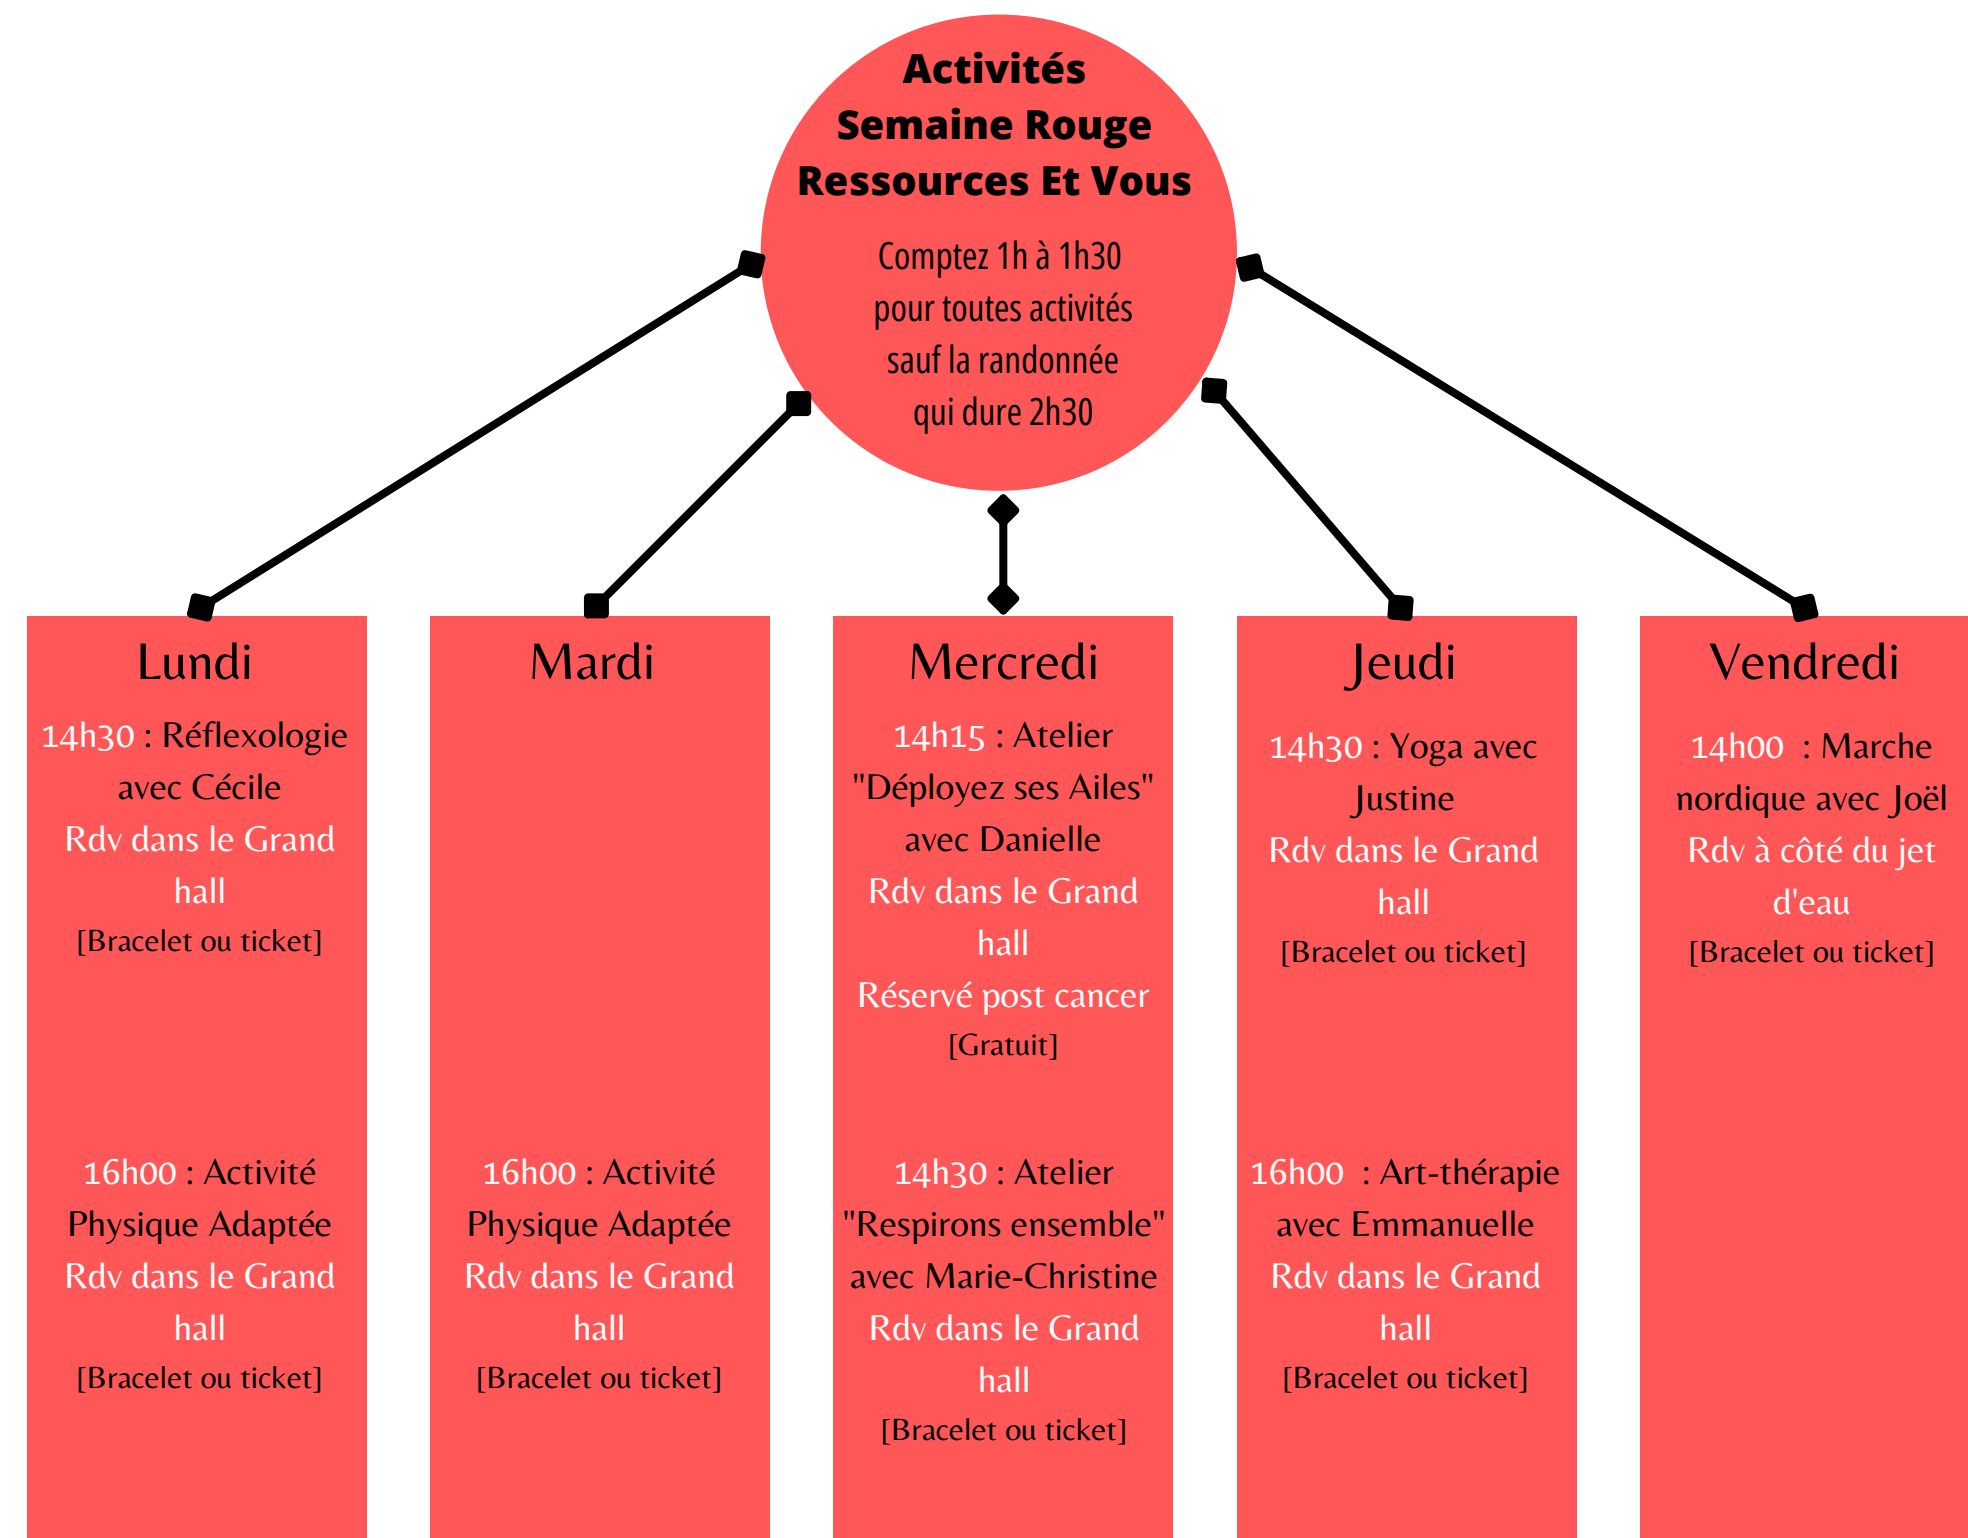 Activités
Semaine Rouge
Ressources Et Vous
Comptez 1h à 1h30
pour toutes activités
sauf la randonnée
qui dure 2h30
Lundi
14h30 : Réflexologie
avec Cécile
Rdv dans le Grand
hall
[Bracelet ou ticket]
16h00 : Activité
Physique Adaptée
Rdv dans le Grand
hall
[Bracelet ou ticket]
Mardi
16h00 : Activité
Physique Adaptée
Rdv dans le Grand
hall
[Bracelet ou ticket]
Mercredi
14h15 : Atelier
"Déployez ses Ailes"
avec Danielle
Rdv dans le Grand
hall
Réservé post cancer
[Gratuit]
14h30 : Atelier
"Respirons ensemble"
avec Marie-Christine
Rdv dans le Grand
hall
[Bracelet ou ticket]
Jeudi
14h30 : Yoga avec
Justine
Rdv dans le Grand
hall
[Bracelet ou ticket]
16h00  : Art-thérapie
avec Emmanuelle
Rdv dans le Grand
hall
[Bracelet ou ticket]
Vendredi
14h00  : Marche
nordique avec Joël
Rdv à côté du jet
d'eau
[Bracelet ou ticket]